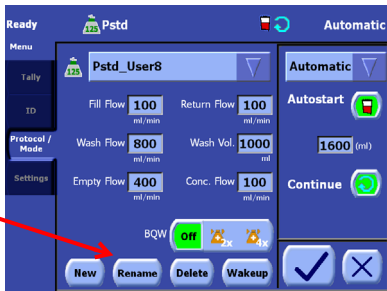 Ready 125 Pstd Automatic
Menu
Tally
ID
Protocol / Mode
Settings
125 Pstd_User8
Fill Flow 100 ml/min Return Flow 100 ml/min
Wash Flow 800 ml/min Wash Vol. 1000 ml
Empty Flow 400 ml/min Conc. Flow 100 ml/min
BQW Off 2x 4x
New Rename Delete Wakeup
Automatic
Autostart
1600 (ml)
Continue